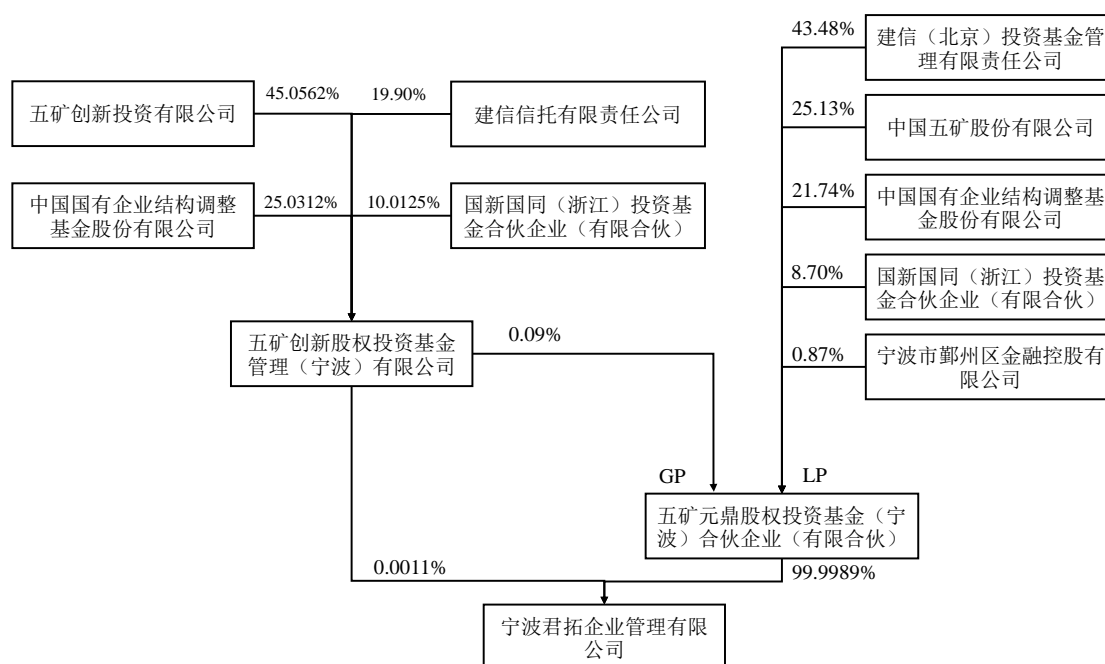 43.48%
建信（北京）投资基金管
理有限责任公司
五矿创新投资有限公司
45.0562%
19.90%
建信信托有限责任公司
25.13%
中国五矿股份有限公司
中国国有企业结构调整
基金股份有限公司
25.0312%
10.0125%
国新国同（浙江）投资基
金合伙企业（有限合伙）
21.74%
中国国有企业结构调整基
金股份有限公司
8.70%
国新国同（浙江）投资基
金合伙企业（有限合伙）
五矿创新股权投资基金
管理（宁波）有限公司
0.09%
0.87%
宁波市鄞州区金融控股有
限公司
GP
LP
五矿元鼎股权投资基金（宁
波）合伙企业（有限合伙）
0.0011%
99.9989%
宁波君拓企业管理有限
公司